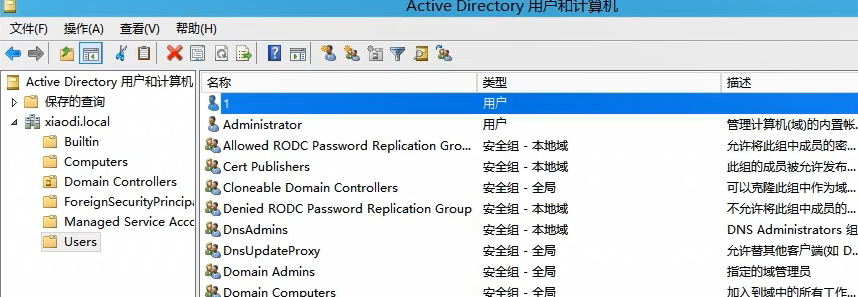 Active Directory 用户和计算机
文件(F) 操作(A) 查看(V) 帮助(H)
Active Directory 用户和计算机
保存的查询
xiaodi.local
Builtin
Computers
Domain Controllers
ForeignSecurityPrincipa
Managed Service Acco
Users
名称 类型 描述
1 用户
Administrator 用户 管理计算机(域)的内置帐...
Allowed RODC Password Replication Gro... 安全组 - 本地域 允许将此组中成员的密...
Cert Publishers 安全组 - 本地域 此组的成员被允许发布...
Cloneable Domain Controllers 安全组 - 全局 可以克隆此组中作为域...
Denied RODC Password Replication Group 安全组 - 本地域 不允许将此组中成员的...
DnsAdmins 安全组 - 本地域 DNS Administrators 组
DnsUpdateProxy 安全组 - 全局 允许替其他客户端(如 D...
Domain Admins 安全组 - 全局 指定的域管理员
Domain Computers 安全组 - 全局 加入到域中的所有工作...